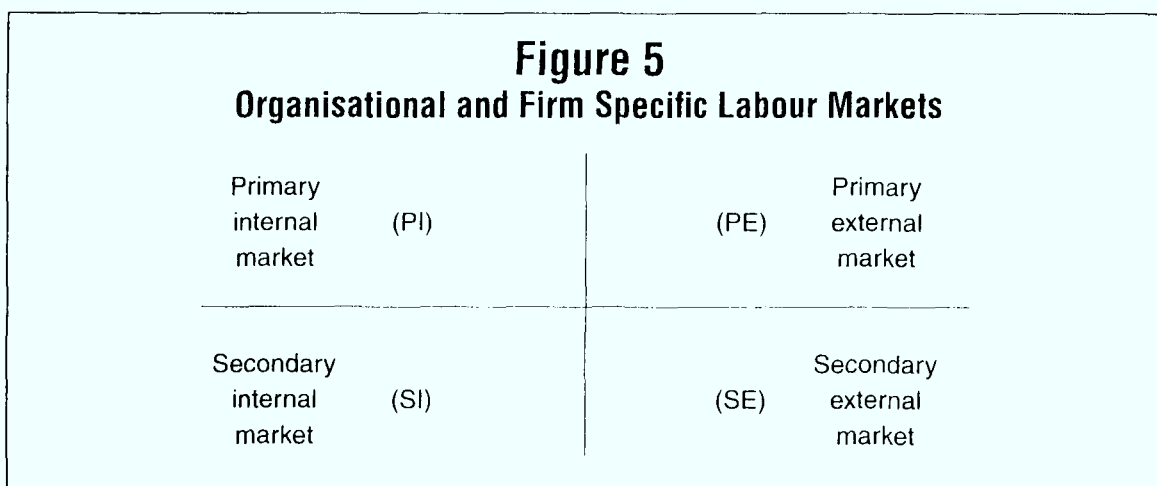 Figure 5
Organisational and Firm Specific Labour Markets
Primary
internal (PI)
market
Primary
(PE) external
market
Secondary
internal (SI)
market
Secondary
(SE) external
market